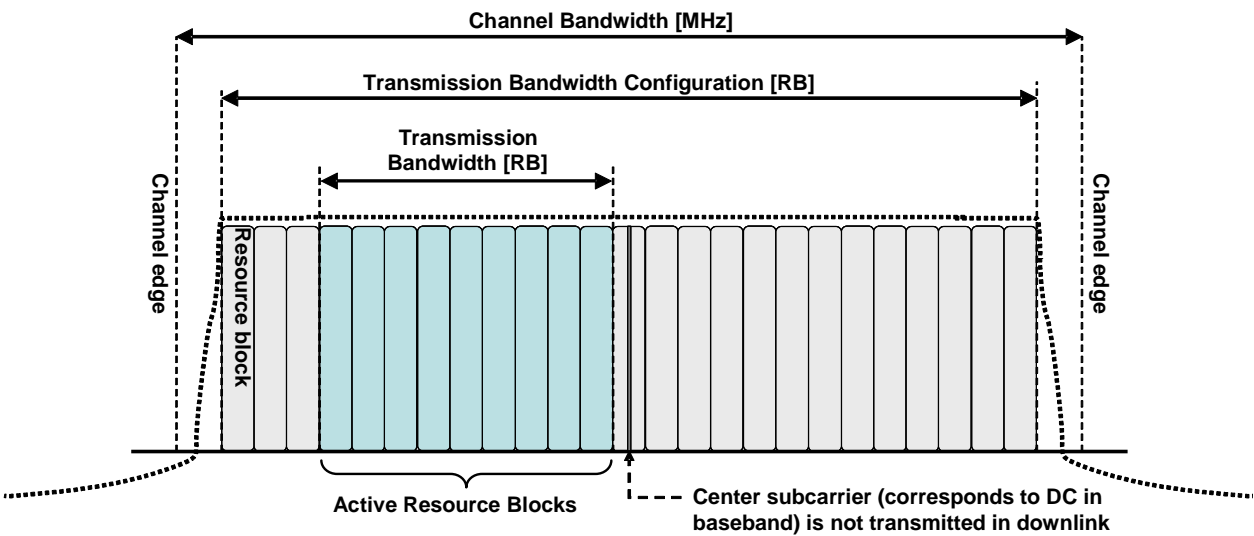 Channel Bandwidth [MHz]
Transmission Bandwidth Configuration [RB]
Transmission
Bandwidth [RB]
Channel edge
Resource block
Channel edge
Active Resource Blocks
Center subcarrier (corresponds to DC in
baseband) is not transmitted in downlink